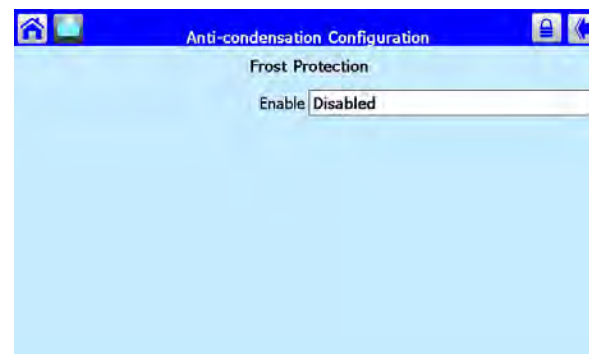 Anti-condensation Configuration
Frost Protection
Enable Disabled